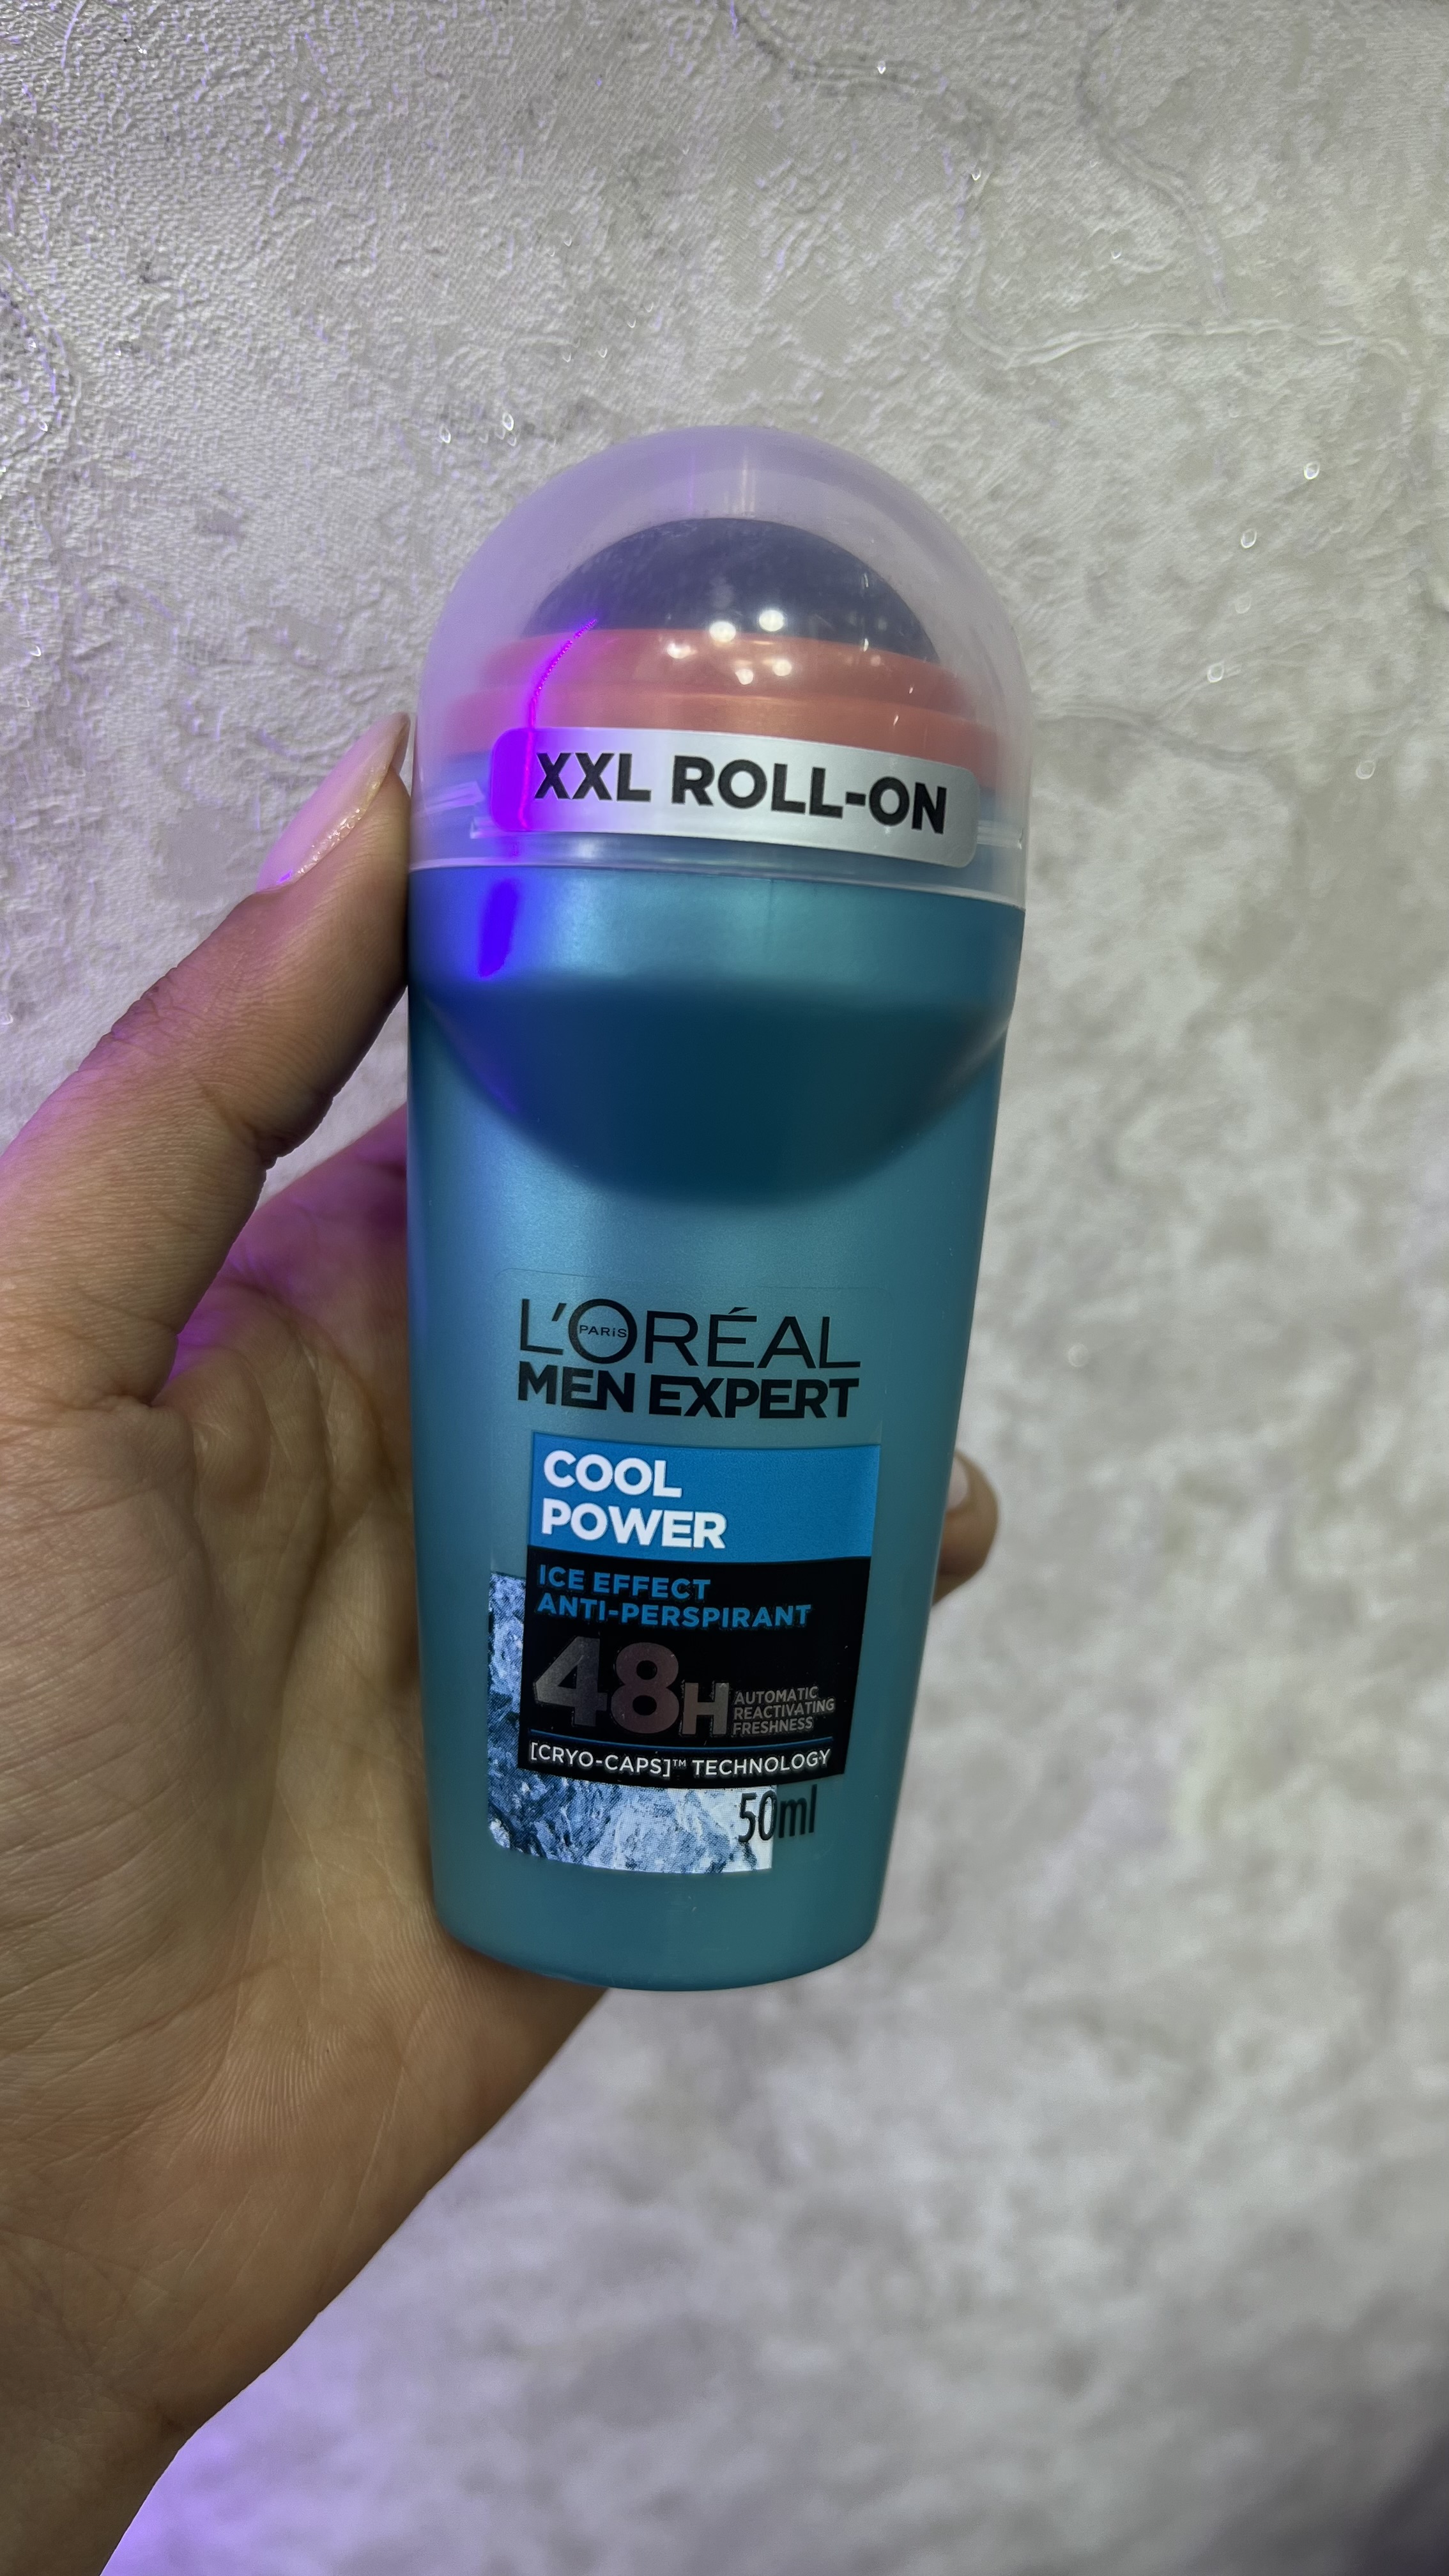 XXL ROLL-ON
L'ORÉAL
PARIS
MEN EXPERT
COOL
POWER
ICE EFFECT
ANTI-PERSPIRANT
48H AUTOMATIC
REACTIVATING
FRESHNESS
[CRYO-CAPS]™ TECHNOLOGY
50ml